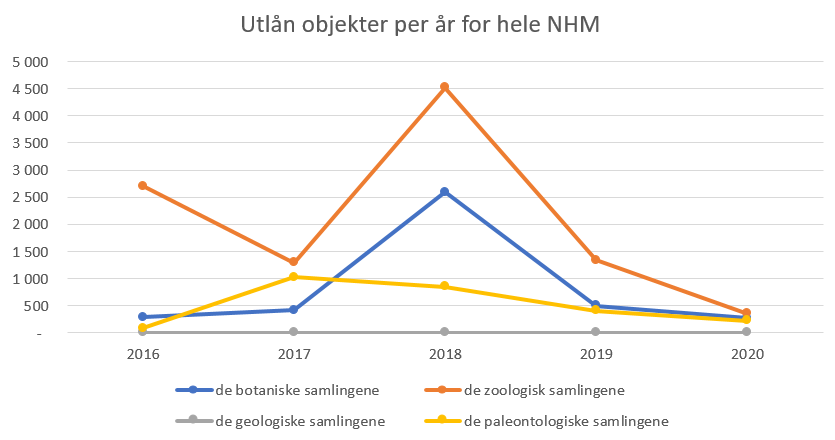 Utlån objekter per år for hele NHM
5 000
4 500
4 000
3 500
3 000
2 500
2 000
1 500
1 000
500
-
2016 2017 2018 2019 2020
de botaniske samlingene de zoologisk samlingene
de geologiske samlingene de paleontologiske samlingene